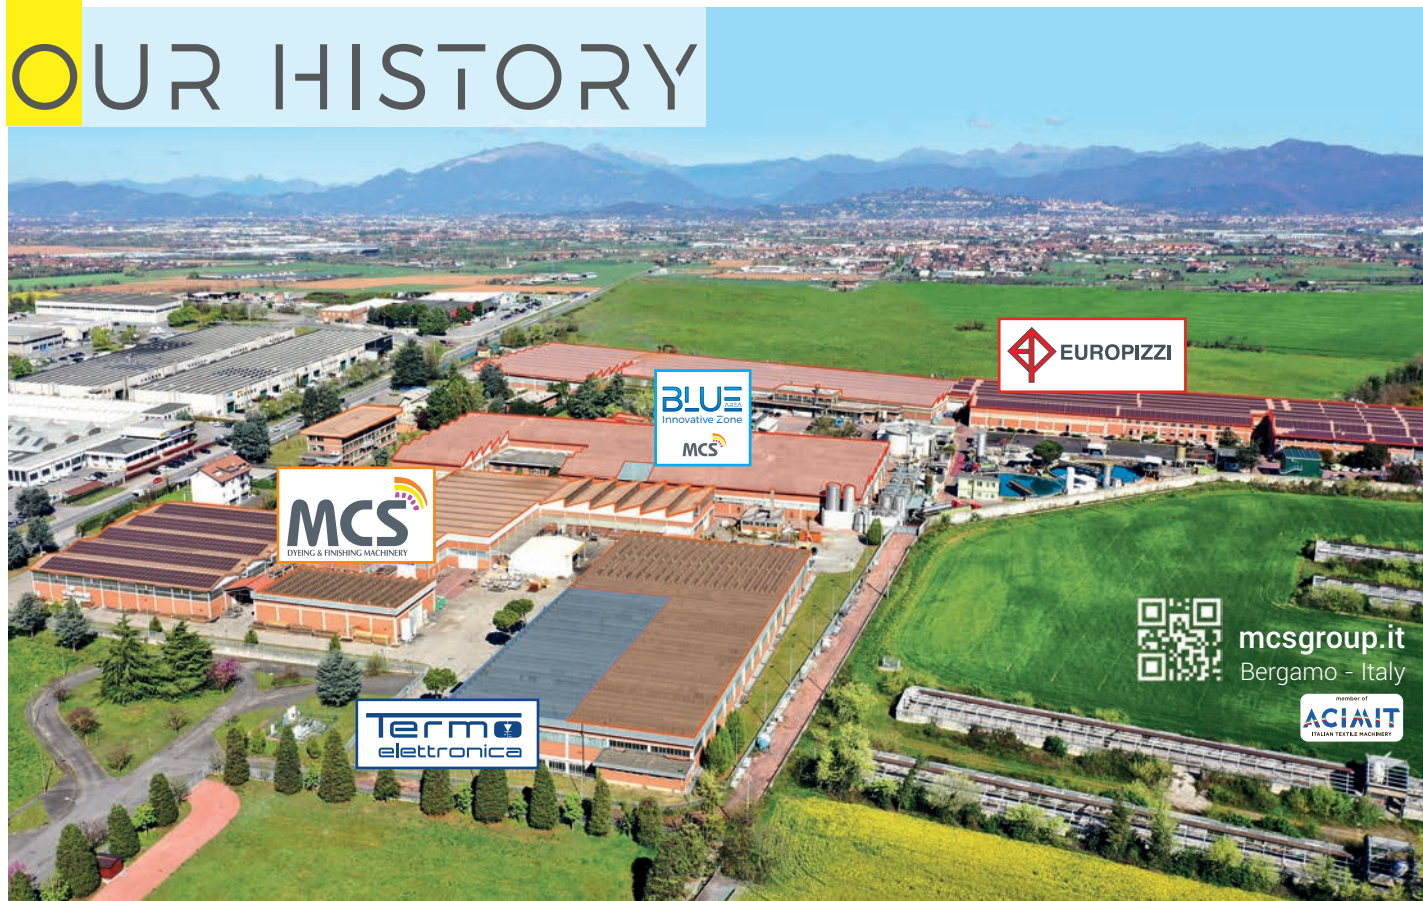 OUR HISTORY
EUROPIZZI
BLUE
AREA
Innovative Zone
MCS
MCS
DYEING & FINISHING MACHINERY
mcsgroup.it
Bergamo - Italy
member of
ACIMIT
ITALIAN TEXTILE MACHINERY
Termo
elettronica